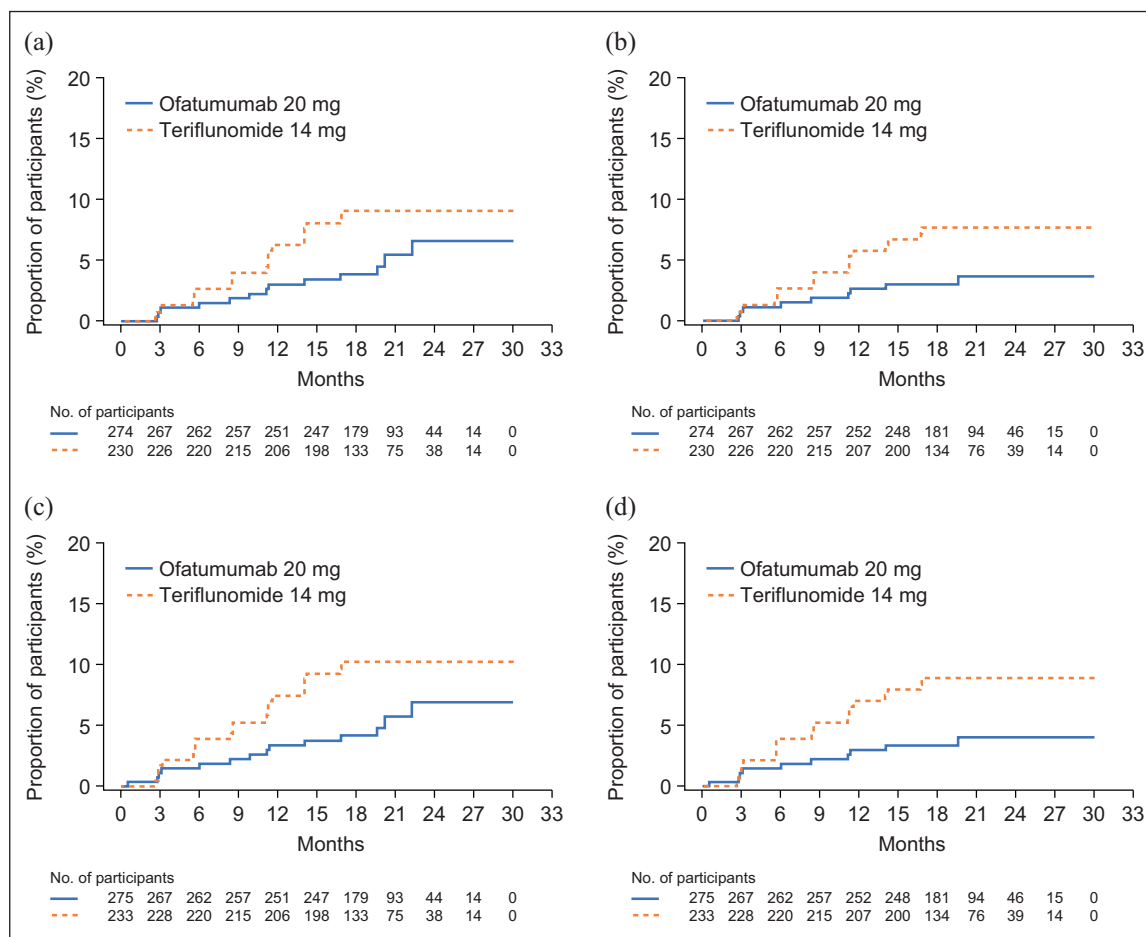 (a)
Proportion of participants (%)
20
15
10
5
0
Ofatumumab 20 mg
Teriflunomide 14 mg
0 3 6 9 12 15 18 21 24 27 30 33
Months
No. of participants
274 267 262 257 251 247 179 93 44 14 0
230 226 220 215 206 198 133 75 38 14 0
(b)
Proportion of participants (%)
20
15
10
5
0
Ofatumumab 20 mg
Teriflunomide 14 mg
0 3 6 9 12 15 18 21 24 27 30 33
Months
No. of participants
274 267 262 257 252 248 181 94 46 15 0
230 226 220 215 207 200 134 76 39 14 0
(c)
Proportion of participants (%)
20
15
10
5
0
Ofatumumab 20 mg
Teriflunomide 14 mg
0 3 6 9 12 15 18 21 24 27 30 33
Months
No. of participants
275 267 262 257 251 247 179 93 44 14 0
233 228 220 215 206 198 133 75 38 14 0
(d)
Proportion of participants (%)
20
15
10
5
0
Ofatumumab 20 mg
Teriflunomide 14 mg
0 3 6 9 12 15 18 21 24 27 30 33
Months
No. of participants
275 267 262 257 252 248 181 94 46 15 0
233 228 220 215 207 200 134 76 39 14 0